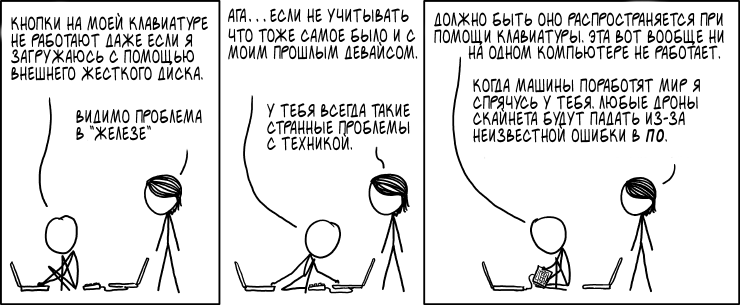 КНОПКИ НА МОЕЙ КЛАВИАТУРЕ
НЕ РАБОТАЮТ ДАЖЕ ЕСЛИ Я
ЗАГРУЖАЮСЬ С ПОМОЩЬЮ
ВНЕШНЕГО ЖЕСТКОГО ДИСКА.
ВИДИМО ПРОБЛЕМА
В "ЖЕЛЕЗЕ"
АГА...ЕСЛИ НЕ УЧИТЫВАТЬ
ЧТО ТОЖЕ САМОЕ БЫЛО И С
МОИМ ПРОШЛЫМ ДЕВАЙСОМ.
У ТЕБЯ ВСЕГДА ТАКИЕ
СТРАННЫЕ ПРОБЛЕМЫ
С ТЕХНИКОЙ.
ДОЛЖНО БЫТЬ ОНО РАСПРОСТРАНЯЕТСЯ ПРИ
ПОМОЩИ КЛАВИАТУРЫ. ЭТА ВОТ ВООБЩЕ НИ
НА ОДНОМ КОМПЬЮТЕРЕ НЕ РАБОТАЕТ.
КОГДА МАШИНЫ ПОРАБОТЯТ МИР Я
СПРЯЧУСЬ У ТЕБЯ. ЛЮБЫЕ ДРОНЫ
СКАЙНЕТА БУДУТ ПАДАТЬ ИЗ-ЗА
НЕИЗВЕСТНОЙ ОШИБКИ В ПО.